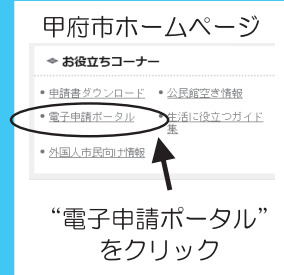 甲府市ホームページ
お役立ちコーナー
• 申請書ダウンロード • 公民館空き情報
• 電子申請ポータル • 生活に役立つガイド集
• 外国人市民向け情報
“電子申請ポータル”
をクリック